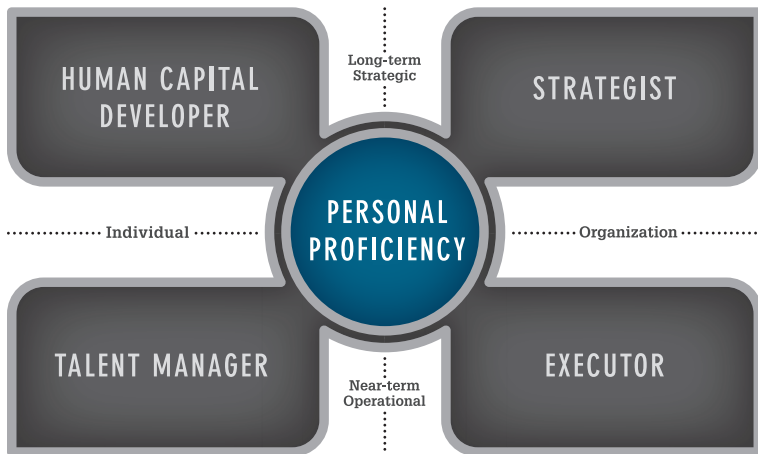 HUMAN CAPITAL
DEVELOPER
Long-term
Strategic
STRATEGIST
Individual
PERSONAL
PROFICIENCY
Organization
TALENT MANAGER
Near-term
Operational
EXECUTOR